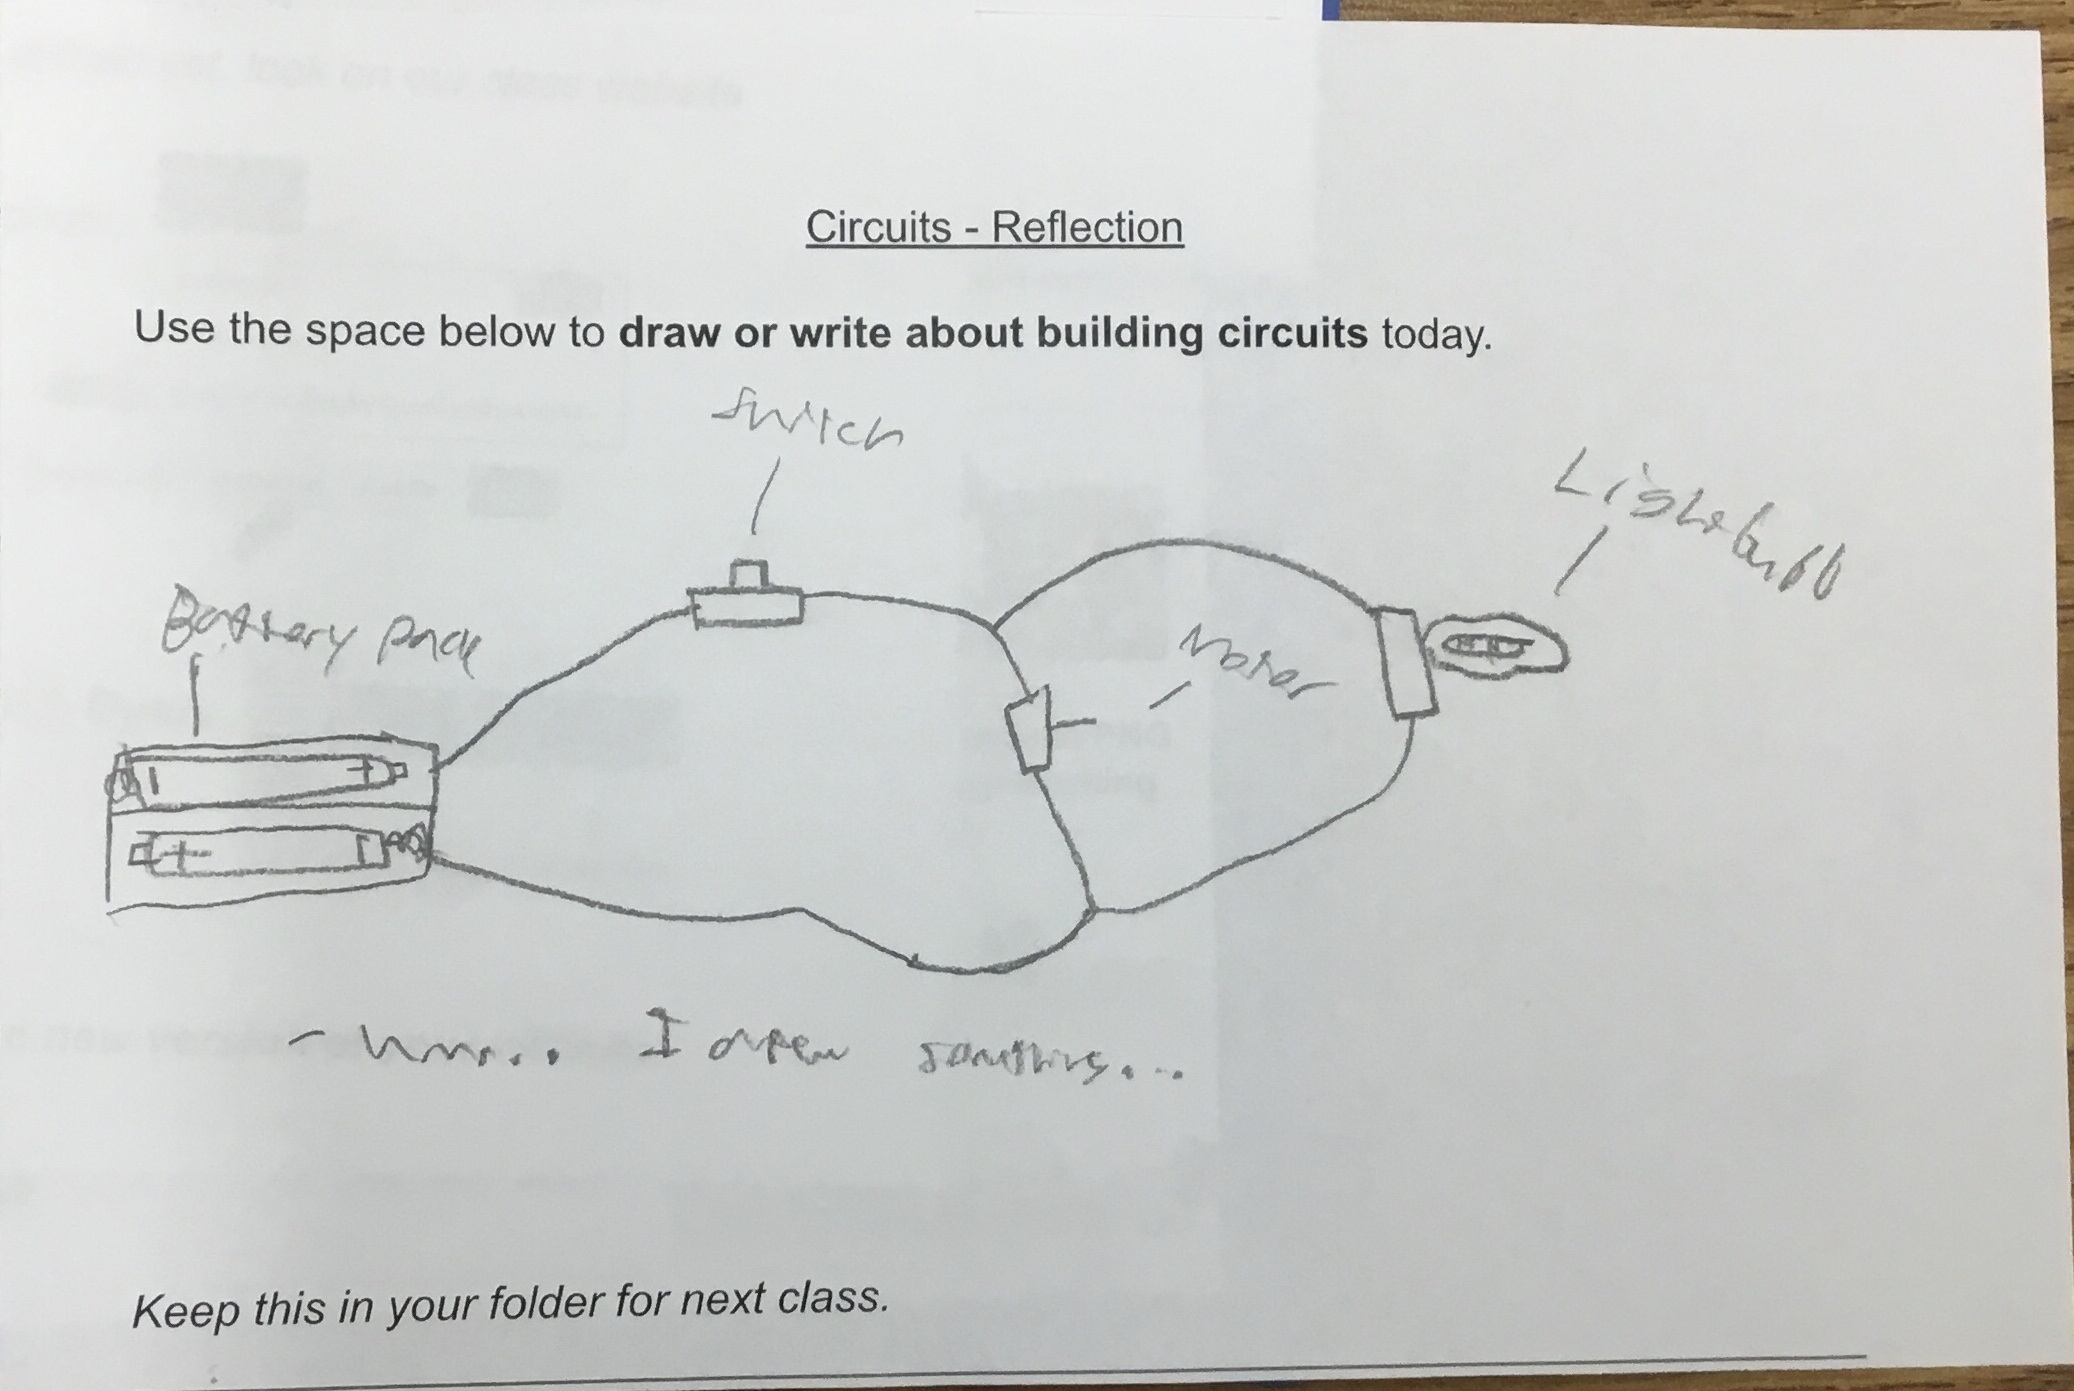 Circuits - Reflection
Use the space below to draw or write about building circuits today.
Switch
Lightbulb
Battery pack
Motor
- hmm... I something...
Keep this in your folder for next class.